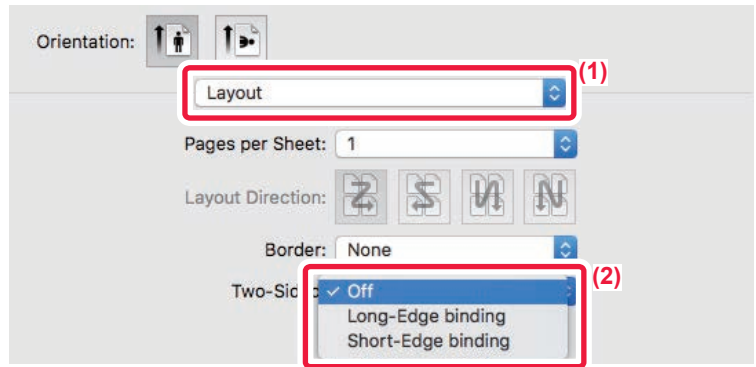 Orientation:
(1)
Layout
Pages per Sheet: 1
Layout Direction:
Border: None
(2)
Two-Sid ✓ Off
Long-Edge binding
Short-Edge binding